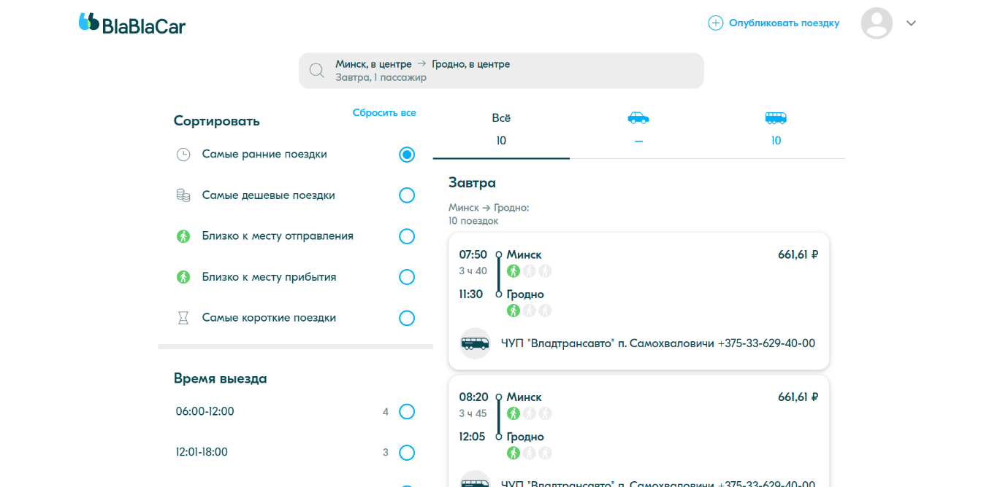 BlaBlaCar
Опубликовать поездку
Минск, в центре → Гродно, в центре
Завтра, 1 пассажир
Сортировать
Сбросить все
Самые ранние поездки
Самые дешевые поездки
Близко к месту отправления
Близко к месту прибытия
Самые короткие поездки
Время выезда
06:00-12:00 4
12:01-18:00 3
Всё
10
–
10
Завтра
Минск → Гродно:
10 поездок
07:50 Минск 661,61 ₽
3 ч 40
11:30 Гродно
ЧУП "Владтрансавто" п. Самохваловичи +375-33-629-40-00
08:20 Минск 661,61 ₽
3 ч 45
12:05 Гродно
ЧУП "Владтрансавто" п. Самохваловичи +375-33-629-40-00